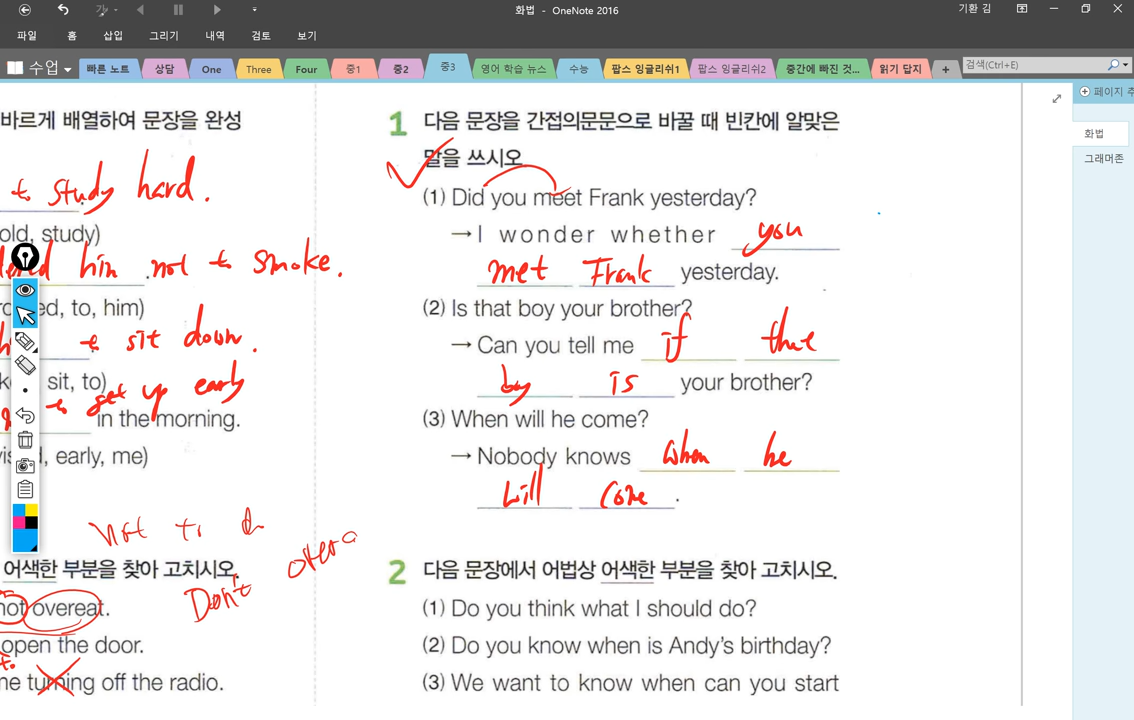 화법 - OneNote 2016
기환 김
파일 홈 삽입 그리기 내역 검토 보기
수업 빠른 노트 상담 One Three Four 중1 중2 중3 영어 학습 뉴스 수능 팝스 잉글리쉬1 팝스 잉글리쉬2 중간에 빠진 것... 읽기 답지 + 검색(Ctrl+E)
페이지 추
화법
그래머존
바르게 배열하여 문장을 완성
to study hard.
old, study)
him not to smoke.
ed, to, him)
to sit down.
sit, to)
to get up early
in the morning.
d, early, me)
not to
Don't
어색한 부분을 찾아 고치시오.
not overeat.
open the door.
me turning off the radio.
1 다음 문장을 간접의문문으로 바꿀 때 빈칸에 알맞은
말을 쓰시오
(1) Did you meet Frank yesterday?
→ I wonder whether you
met Frank yesterday.
(2) Is that boy your brother?
→ Can you tell me if that
boy is your brother?
(3) When will he come?
→ Nobody knows when he
will come.
2 다음 문장에서 어법상 어색한 부분을 찾아 고치시오.
(1) Do you think what I should do?
(2) Do you know when is Andy's birthday?
(3) We want to know when can you start